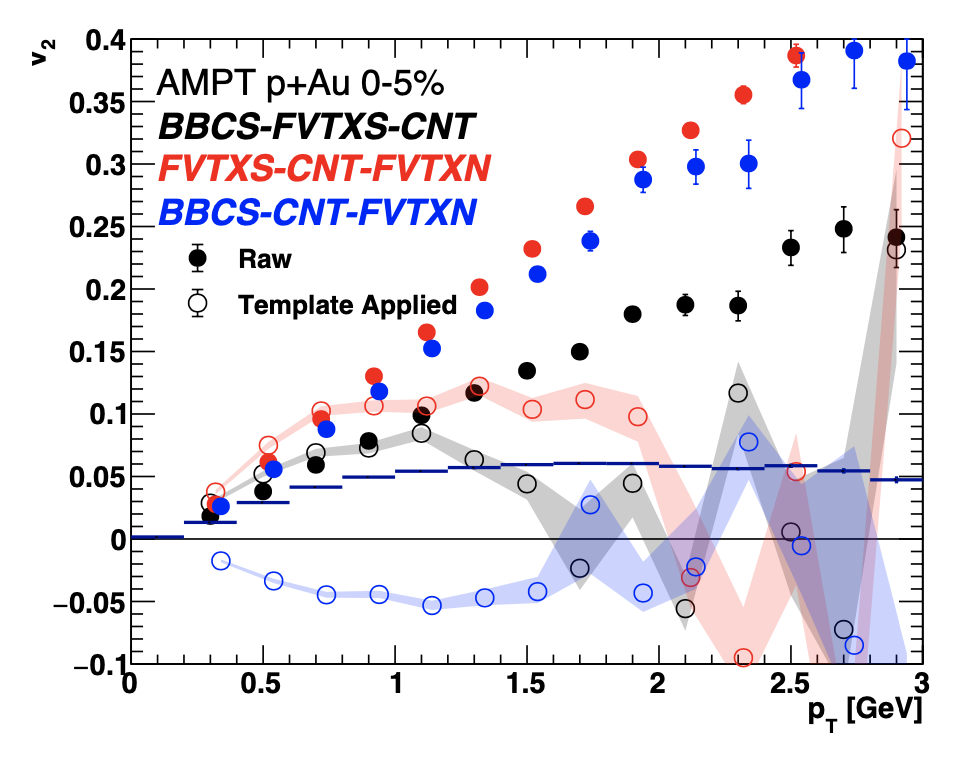 v2
0.4
0.35
0.3
0.25
0.2
0.15
0.1
0.05
0
−0.05
−0.1
AMPT p+Au 0-5%
BBCS-FVTXS-CNT
FVTXS-CNT-FVTXN
BBCS-CNT-FVTXN
Raw
Template Applied
0 0.5 1 1.5 2 2.5 3
pT [GeV]